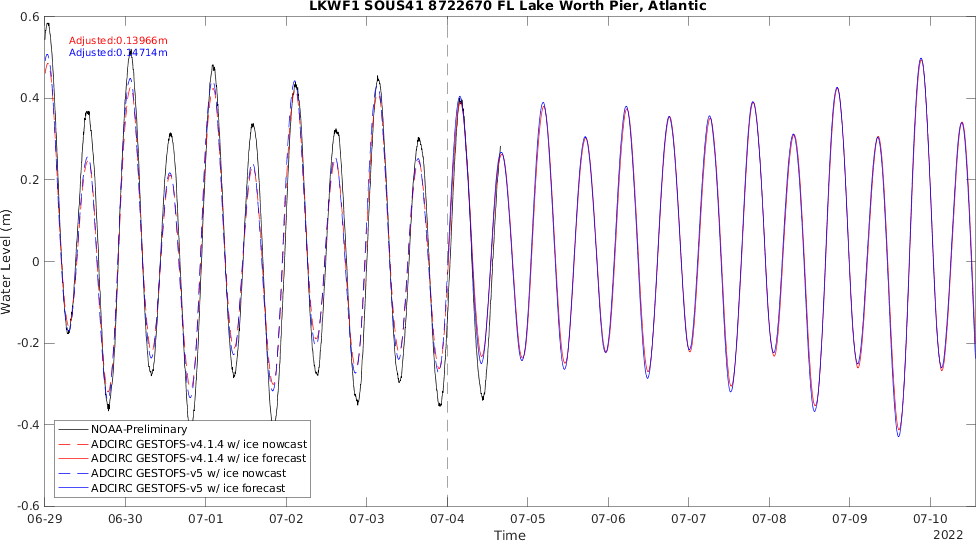 LKWF1 SOUS41 8722670 FL Lake Worth Pier, Atlantic
0.6
Adjusted:0.13966m
Adjusted:0.14714m
0.4
0.2
0
-0.2
-0.4
-0.6
Water Level (m)
NOAA-Preliminary
ADCIRC GESTOFS-v4.1.4 w/ ice nowcast
ADCIRC GESTOFS-v4.1.4 w/ ice forecast
ADCIRC GESTOFS-v5 w/ ice nowcast
ADCIRC GESTOFS-v5 w/ ice forecast
06-29 06-30 07-01 07-02 07-03 07-04 07-05 07-06 07-07 07-08 07-09 07-10
Time
2022